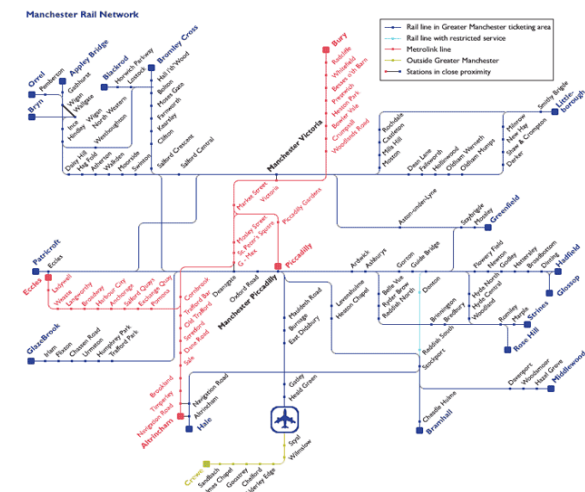 Manchester Rail Network
Rail line in Greater Manchester ticketing area
Rail line with restricted service
Metrolink line
Outside Greater Manchester
Stations in close proximity
Orrel
Pemberton
Bryn
Appley Bridge
Gathurst
Wigan
Wallgate
Ince
Hindley
Wigan
North Western
Westhoughton
Blackrod
Horwich Parkway
Lostock
Bromley Cross
Hall i'th Wood
Bolton
Moses Gate
Farnworth
Kearsley
Clifton
Daisy Hill
Hag Fold
Atherton
Walkden
Moorside
Swinton
Salford Crescent
Salford Central
Manchester Victoria
Bury
Radcliffe
Whitefield
Besses o'th Barn
Prestwich
Heaton Park
Bowker Vale
Crumpsall
Woodlands Road
Victoria
Market Street
Mosley Street
St. Peter's Square
G - Mex
Piccadilly Gardens
Piccadilly
Rochdale
Castleton
Mills Hill
Moston
Dean Lane
Failsworth
Hollinwood
Oldham Werneth
Oldham Mumps
Milnrow
New Hey
Shaw & Crompton
Derker
Smithy Brigde
Little-
borough
Ashton-under-Lyne
Stalybrigde
Mossley
Greenfield
Patricroft
Eccles
Eccles
Ladywell
Weaste
Langworthy
Broadway
Harbour City
Anchorage
Salford Quays
Exchange Quay
Pomona
Cornbrook
Trafford Bar
Old Trafford
Stretford
Dane Road
Sale
Brookland
Timperley
Navigation Road
Altrincham
Navigation Road
Altrincham
Hale
Deansgate
Oxford Road
Manchester Piccadilly
GlazeBrook
Irlam
Flixton
Chassen Road
Urmston
Humphrey Park
Trafford Park
Mauldeth Road
Burnage
East Didsbury
Gatley
Heald Green
Styal
Wilmslow
Levenshulme
Heaton Chapel
Ardwick
Ashburys
Gorton
Guide Bridge
Belle Vue
Ryder Brow
Reddish North
Denton
Brinnington
Bredbury
Reddish South
Stockport
Flowery Field
Newton
Godley
Hattersley
Broadbottom
Dinting
Hadfield
Glossop
Hyde North
Hyde Central
Woodland
Romiley
Marple
Strines
Rose Hill
Davenport
Woodsmoor
Hazel Grove
Middlewood
Cheadle Hulme
Bramhall
Crewe
Sandbach
Goostrey
Chelford